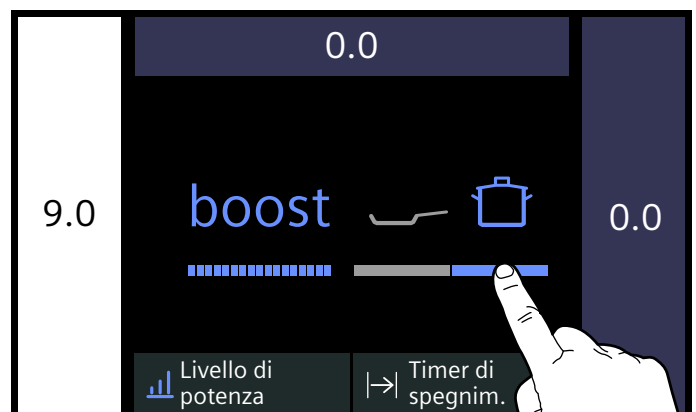 0.0
9.0
boost
0.0
Livello di
potenza
Timer di
spegnim.